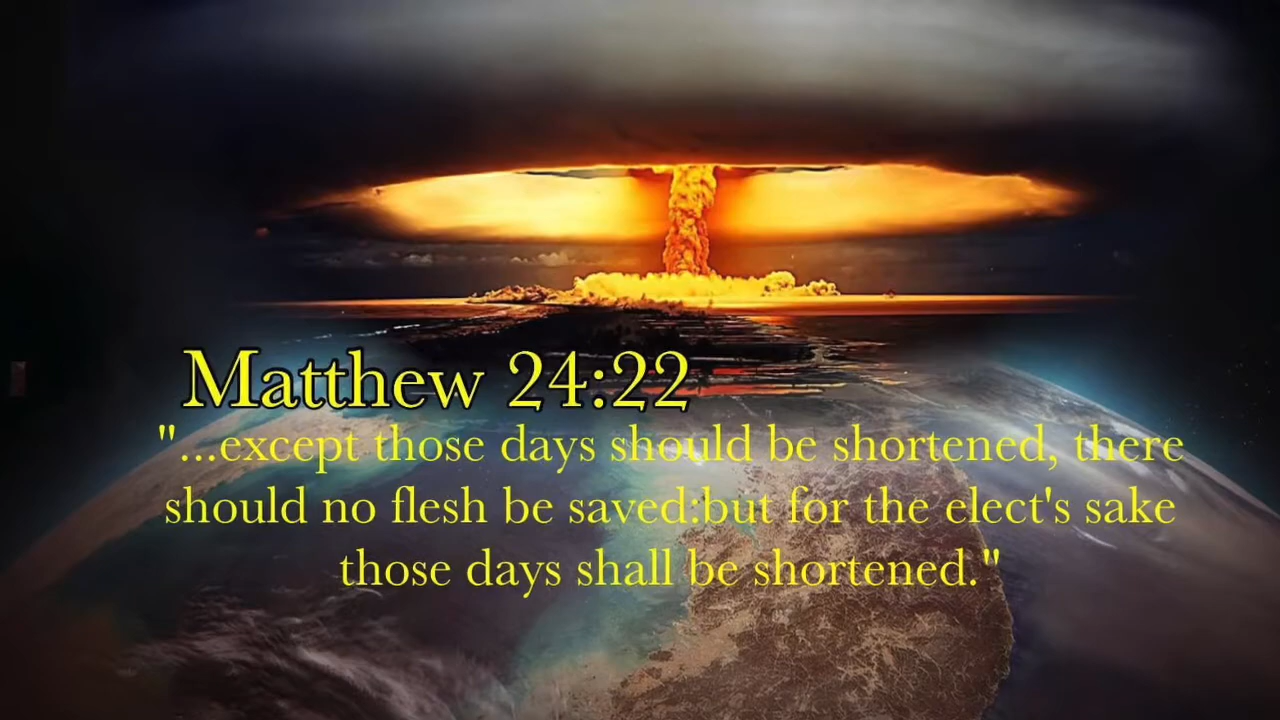 Matthew 24:22
"...except those days should be shortened, there
should no flesh be saved:but for the elect's sake
those days shall be shortened."